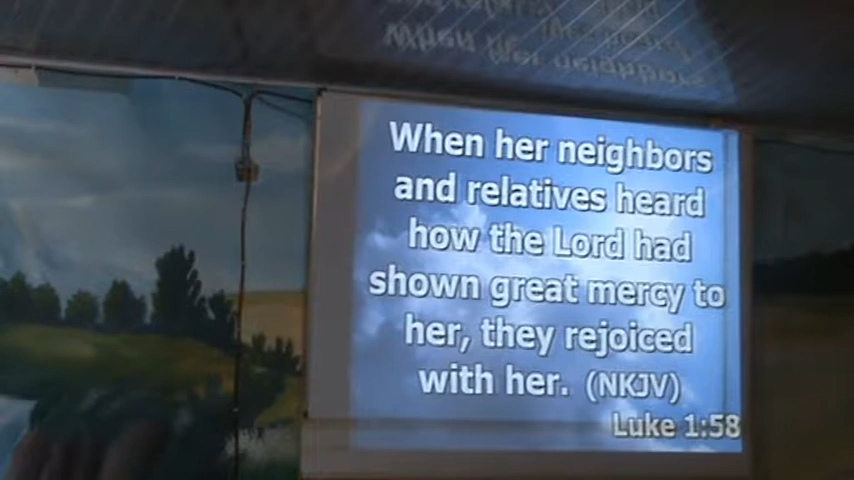 When her neighbors
and relatives heard
how the Lord had
shown great mercy to
her, they rejoiced
with her. (NKJV)
Luke 1:58